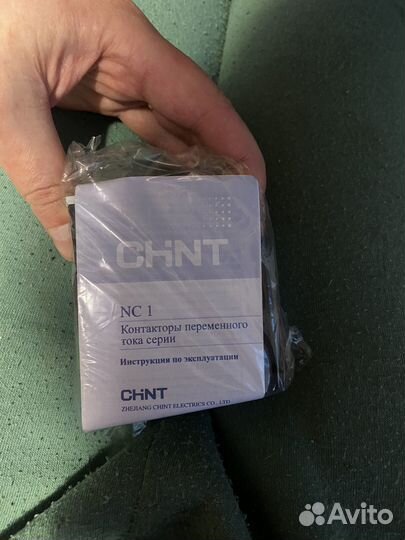 CHNT
NC 1
Контакторы переменного
тока серии
Инструкция по эксплуатации
CHNT
ZHEJIANG CHINT ELECTRICS CO., LTD.
Avito